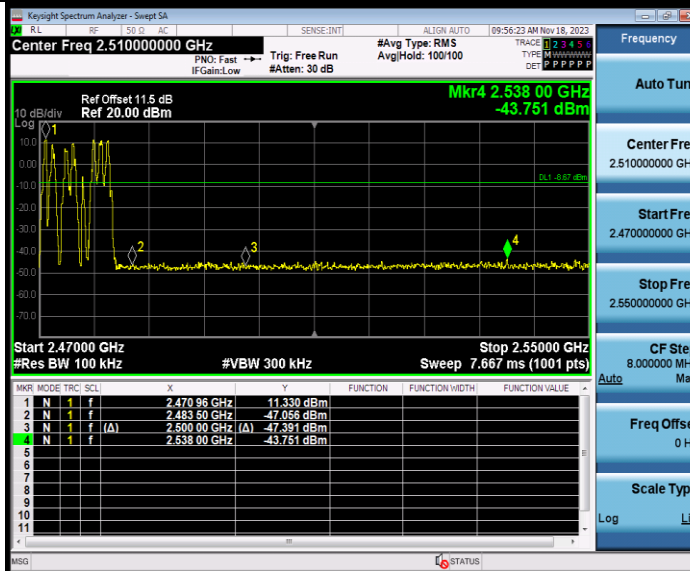 Keysight Spectrum Analyzer - Swept SA
LXI RL RF 50 Ω AC SENSE:INT ALIGN AUTO 09:56:23 AM Nov 18, 2023
Center Freq 2.510000000 GHz
#Avg Type: RMS
TRACE 1 2 3 4 5 6
PNO: Fast Trig: Free Run Avg|Hold: 100/100
TYPE M W W W W W
IFGain:Low #Atten: 30 dB
DET P P P P P P
Frequency
Auto Tun
Center Fre
2.510000000 GH
Start Fre
2.470000000 GH
Stop Fre
2.550000000 GH
CF Ste
8.000000 MH
Auto Ma
Freq Offse
0 H
Scale Typ
Log Li
Mkr4 2.538 00 GHz
-43.751 dBm
Ref Offset 11.5 dB
10 dB/div Ref 20.00 dBm
Log
10.0
0.00
-10.0
-20.0
-30.0
-40.0
-50.0
-60.0
-70.0
1
2
3
4
DL1 -8.67 dBm
Start 2.47000 GHz Stop 2.55000 GHz
#Res BW 100 kHz #VBW 300 kHz Sweep 7.667 ms (1001 pts)
MKR MODE TRC SCL X Y FUNCTION FUNCTION WIDTH FUNCTION VALUE
1 N 1 f 2.470 96 GHz 11.330 dBm
2 N 1 f 2.483 50 GHz -47.056 dBm
3 N 1 f (Δ) 2.500 00 GHz (Δ) -47.391 dBm
4 N 1 f 2.538 00 GHz -43.751 dBm
5
6
7
8
9
10
11
MSG STATUS